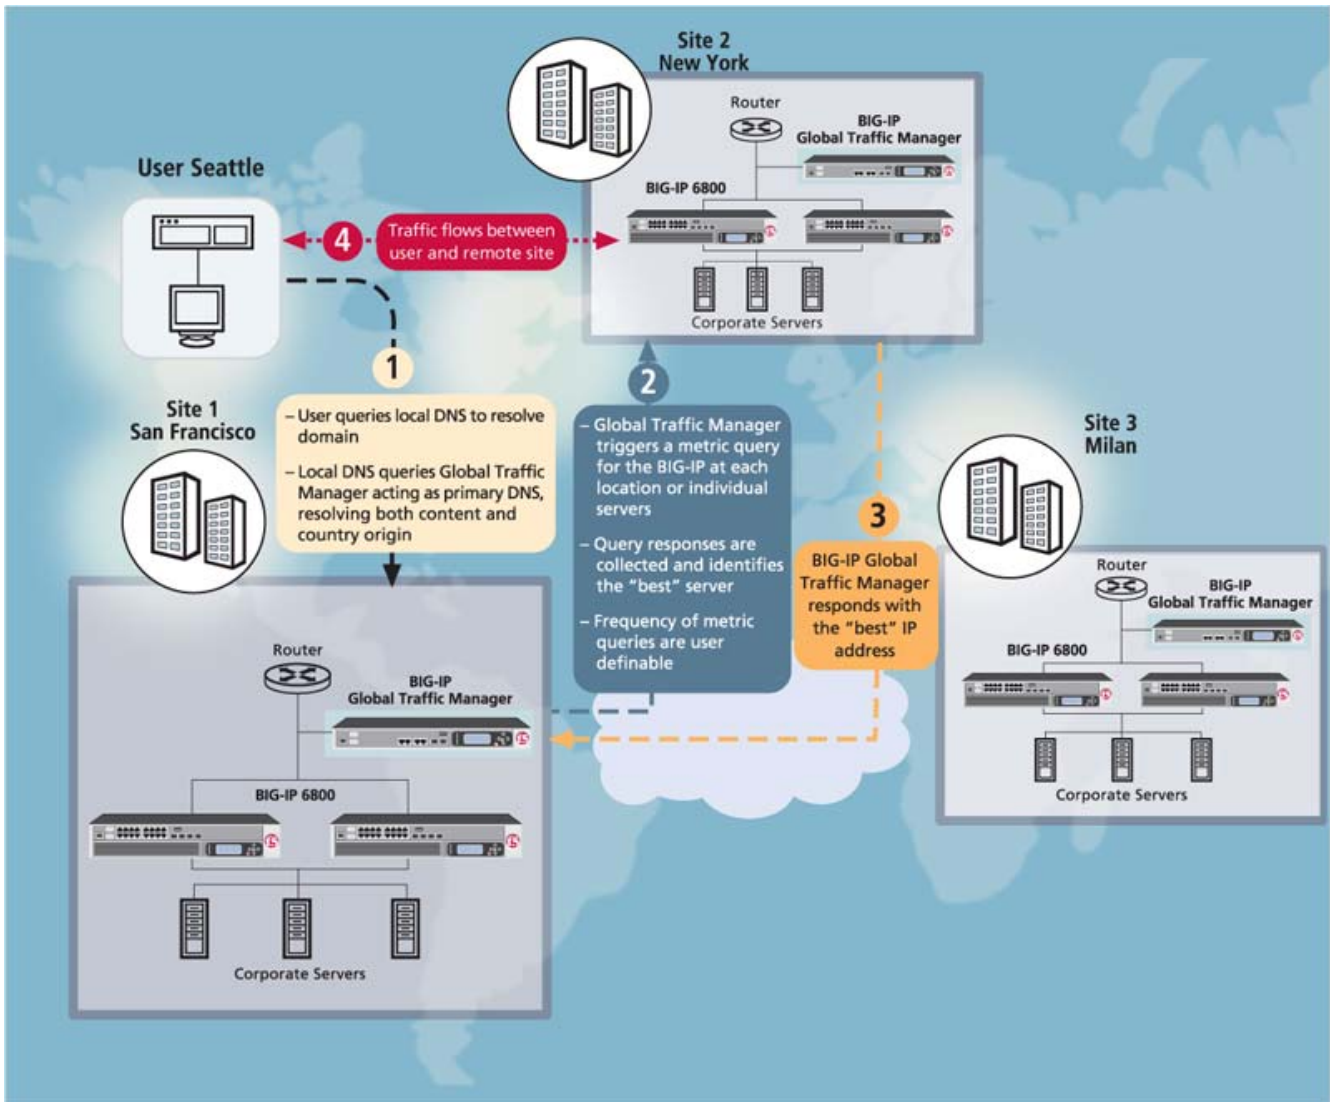 Site 2
New York
Router
BIG-IP
Global Traffic Manager
BIG-IP 6800
Corporate Servers
User Seattle
4
Traffic flows between
user and remote site
1
– User queries local DNS to resolve
domain
– Local DNS queries Global Traffic
Manager acting as primary DNS,
resolving both content and
country origin
2
– Global Traffic Manager
triggers a metric query
for the BIG-IP at each
location or individual
servers
– Query responses are
collected and identifies
the “best” server
– Frequency of metric
queries are user
definable
3
BIG-IP Global
Traffic Manager
responds with
the “best” IP
address
Site 1
San Francisco
Router
BIG-IP
Global Traffic Manager
BIG-IP 6800
Corporate Servers
Site 3
Milan
Router
BIG-IP
Global Traffic Manager
BIG-IP 6800
Corporate Servers